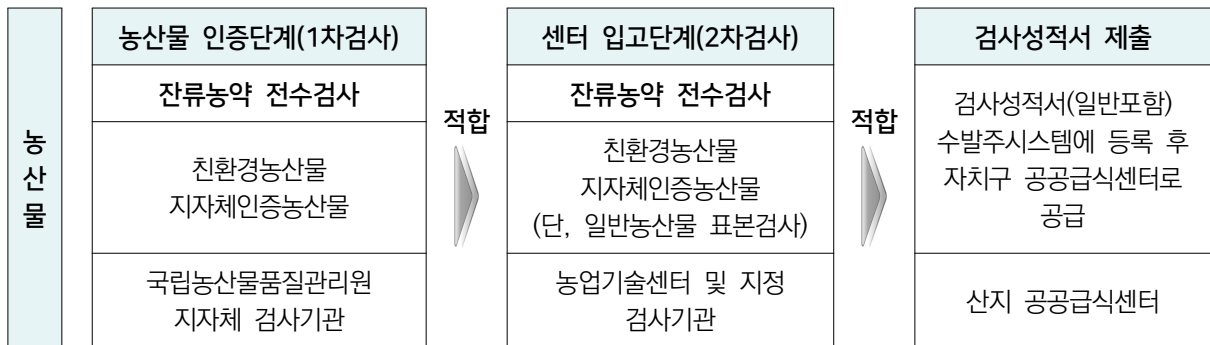 농
산
물
농산물 인증단계(1차검사)
잔류농약 전수검사
친환경농산물
지자체인증농산물
국립농산물품질관리원
지자체 검사기관
적합
센터 입고단계(2차검사)
잔류농약 전수검사
친환경농산물
지자체인증농산물
(단, 일반농산물 표본검사)
농업기술센터 및 지정
검사기관
적합
검사성적서 제출
검사성적서(일반포함)
수발주시스템에 등록 후
자치구 공공급식센터로
공급
산지 공공급식센터